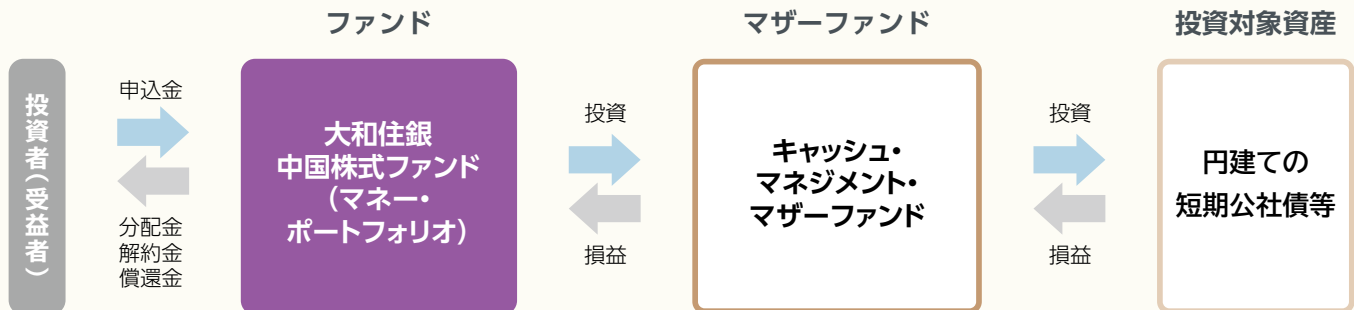 ファンド
マザーファンド
投資対象資産
投資者(受益者)
申込金
分配金
解約金
償還金
大和住銀
中国株式ファンド
(マネー・
ポートフォリオ)
投資
損益
キャッシュ・
マネジメント・
マザーファンド
投資
損益
円建ての
短期公社債等